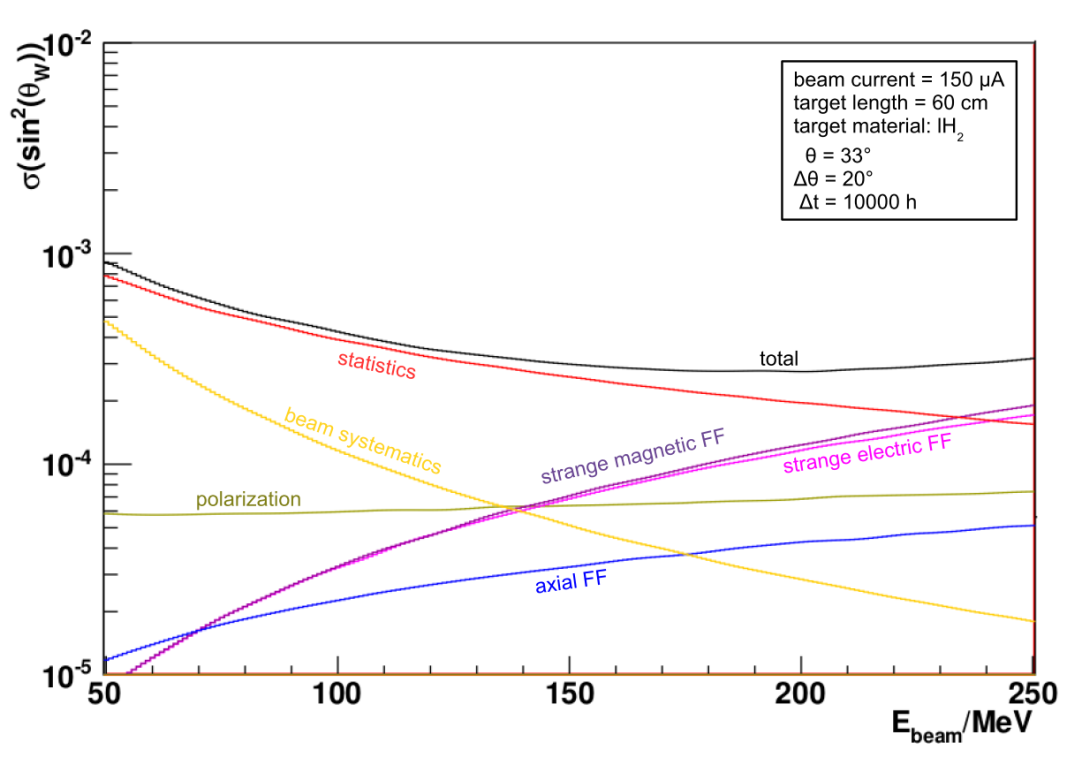 10-2
σ(sin2(θW))
beam current = 150 µA
target length = 60 cm
target material: lH2
θ = 33°
Δθ = 20°
Δt = 10000 h
10-3
total
statistics
beam systematics
strange magnetic FF
strange electric FF
10-4
polarization
axial FF
10-5
50 100 150 200 250
Ebeam/MeV